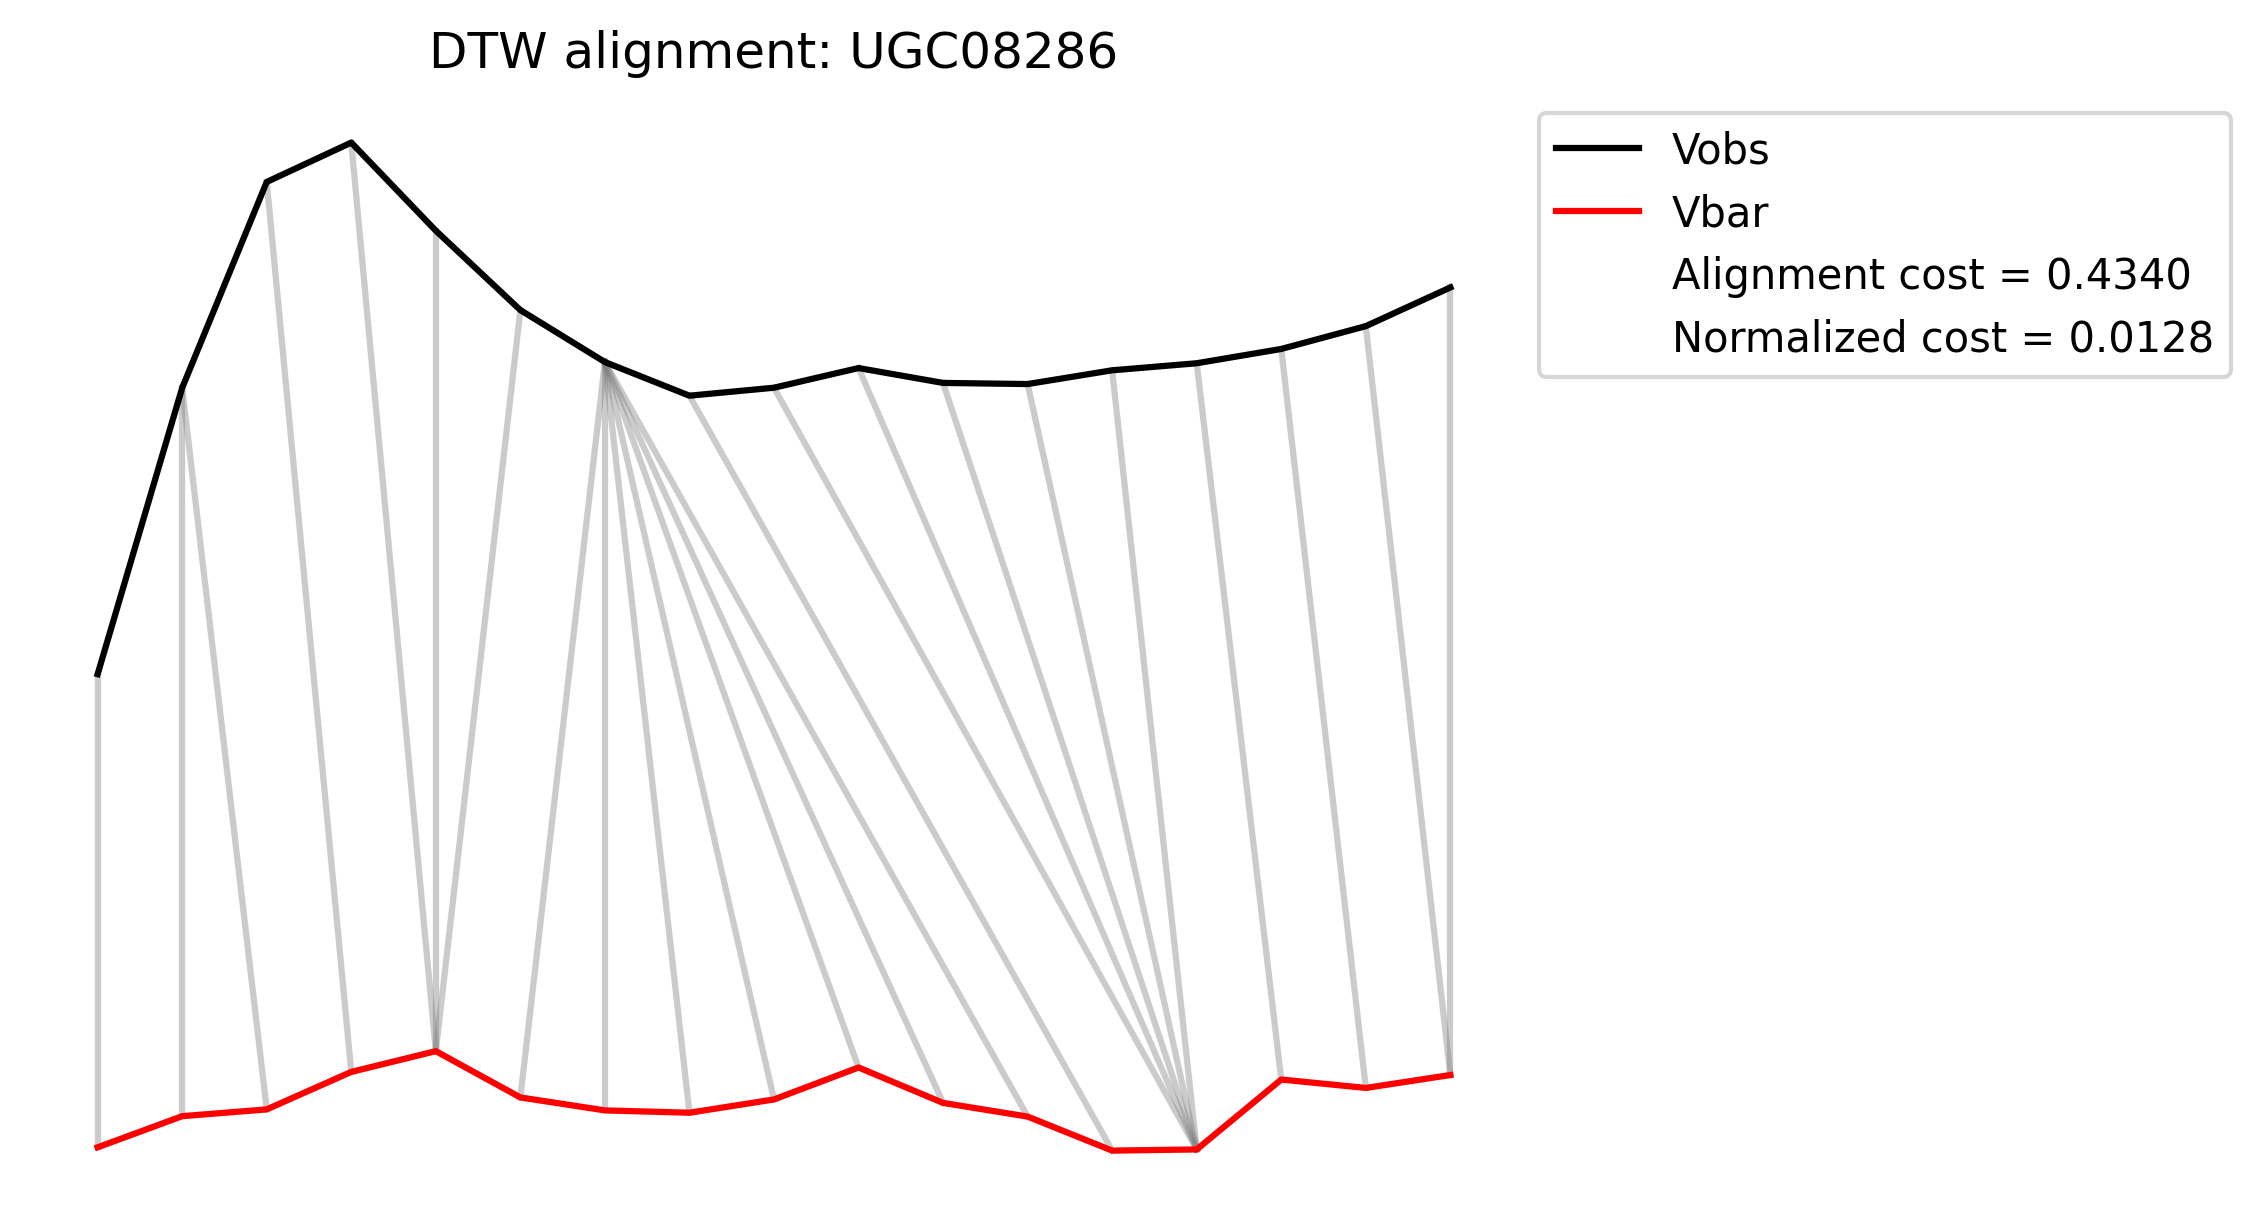 DTW alignment: UGC08286
Vobs
Vbar
Alignment cost = 0.4340
Normalized cost = 0.0128